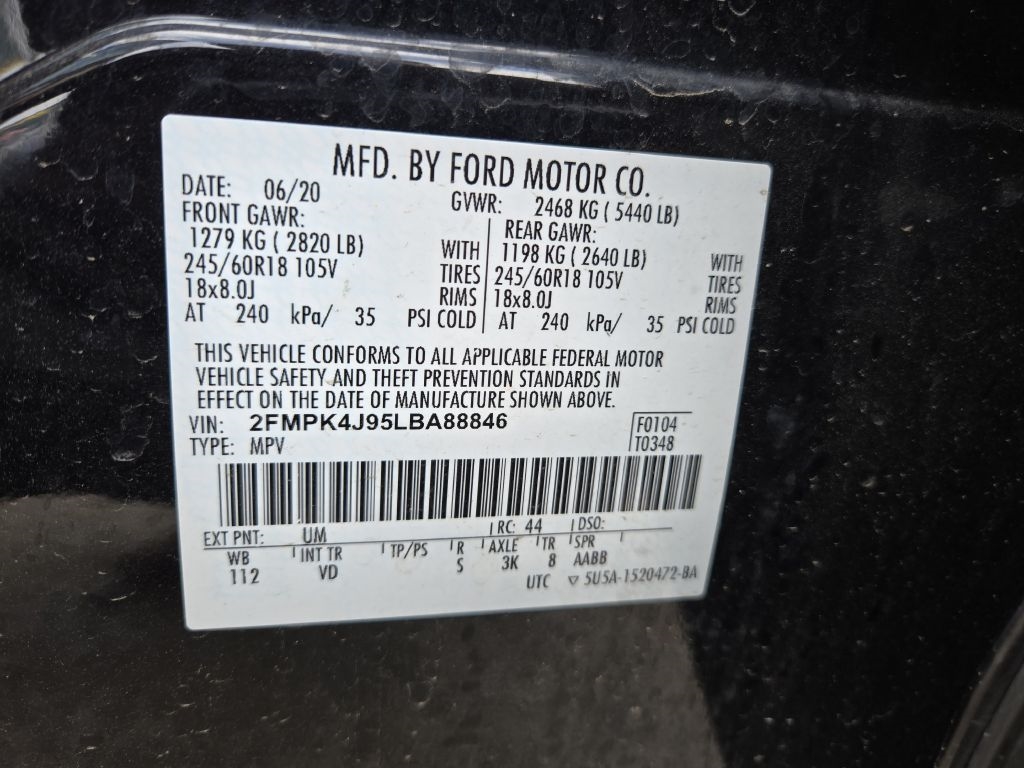 MFD. BY FORD MOTOR CO.
DATE: 06/20 GVWR: 2468 KG ( 5440 LB)
FRONT GAWR: REAR GAWR:
1279 KG ( 2820 LB) WITH 1198 KG ( 2640 LB) WITH
245/60R18 105V TIRES 245/60R18 105V TIRES
18x8.0J RIMS 18x8.0J RIMS
AT 240 kPa/ 35 PSI COLD AT 240 kPa/ 35 PSI COLD
THIS VEHICLE CONFORMS TO ALL APPLICABLE FEDERAL MOTOR
VEHICLE SAFETY AND THEFT PREVENTION STANDARDS IN
EFFECT ON THE DATE OF MANUFACTURE SHOWN ABOVE.
VIN: 2FMPK4J95LBA88846 F0104
TYPE: MPV T0348
EXT PNT: UM RC: 44 DSO:
WB INT TR TP/PS R AXLE TR SPR
112 VD S 3K 8 AABB
UTC ▽ 5U5A-1520472-BA